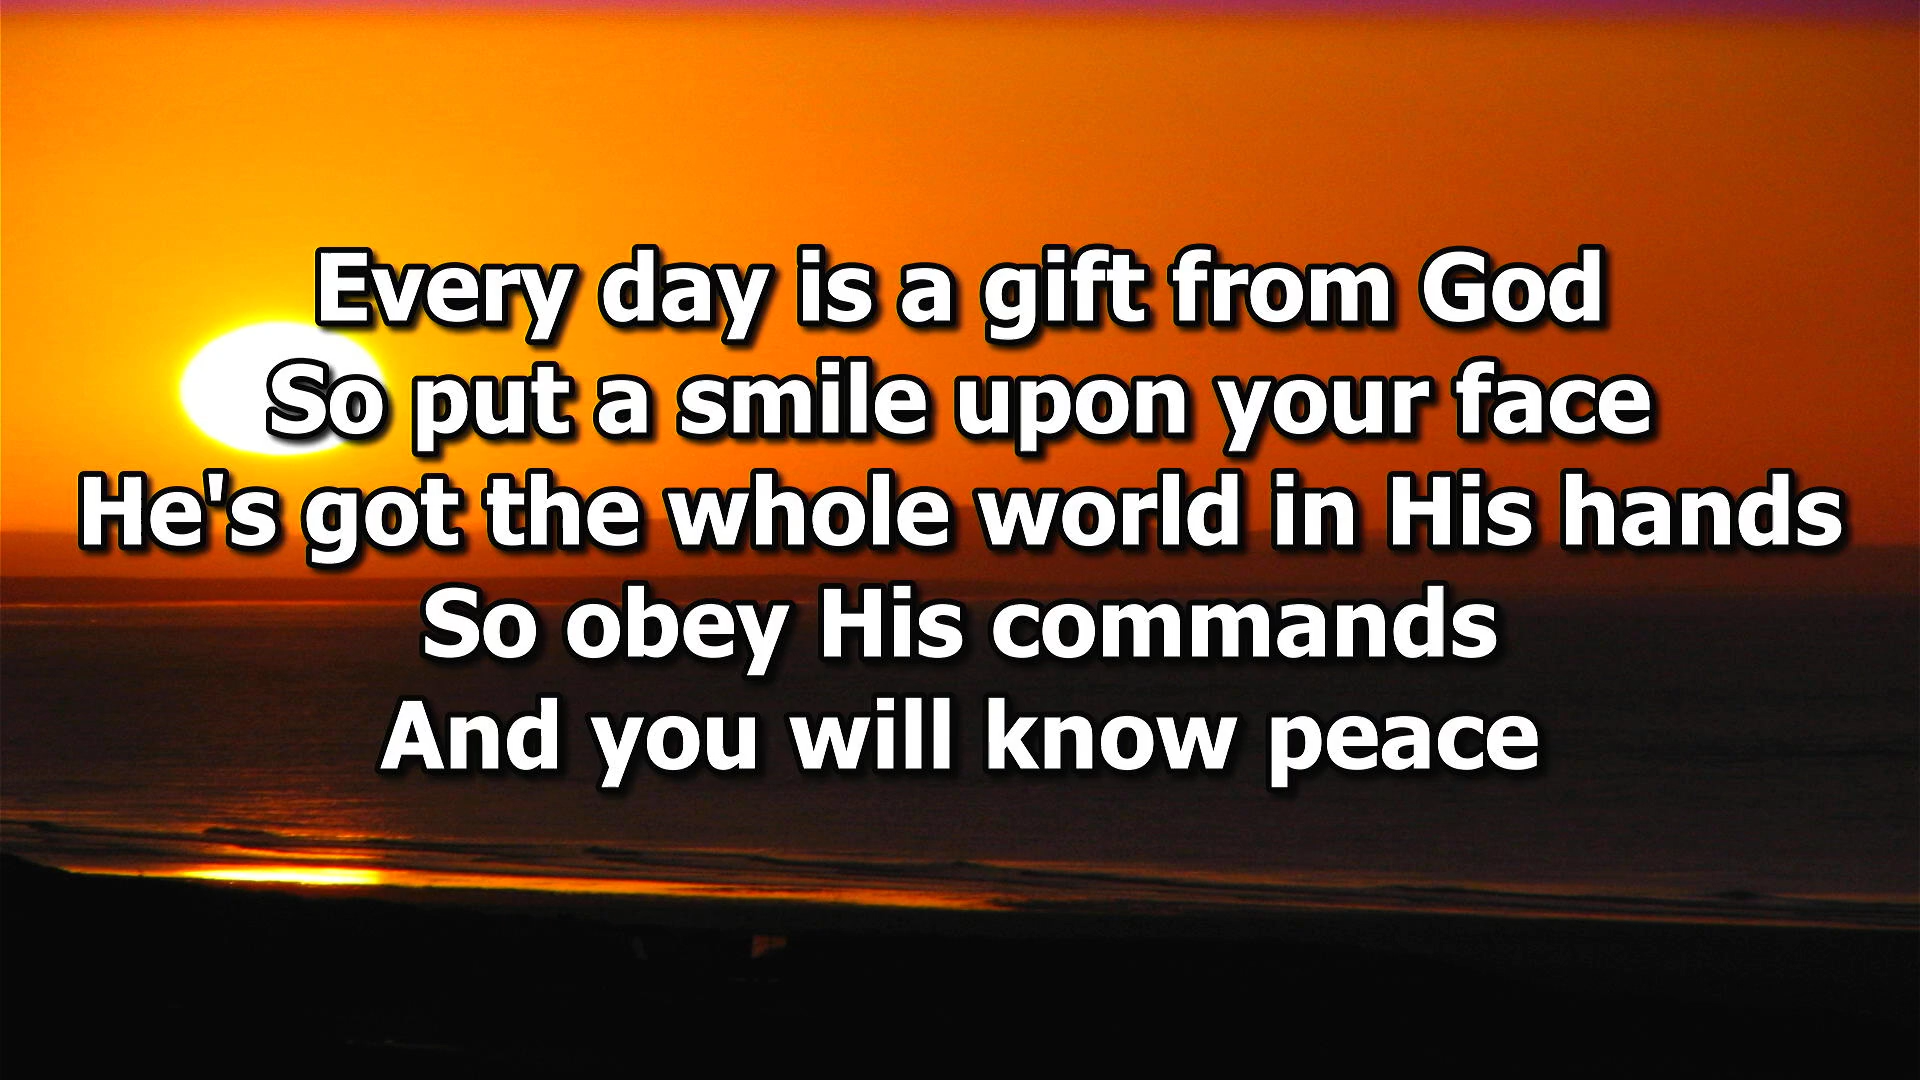 Every day is a gift from God
So put a smile upon your face
He's got the whole world in His hands
So obey His commands
And you will know peace